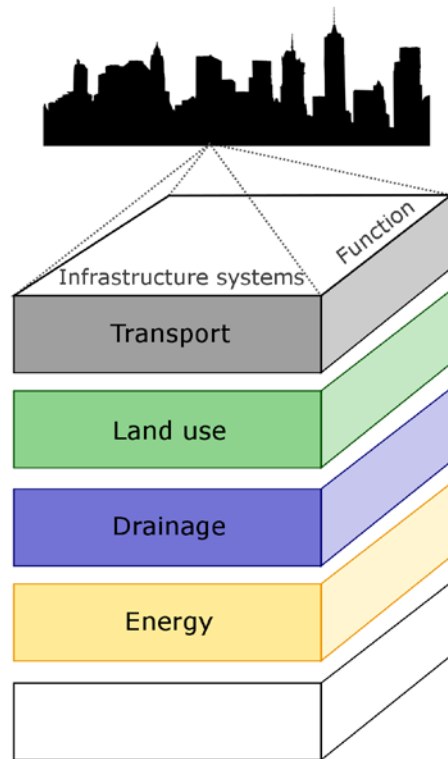 Function
Infrastructure systems
Transport
Land use
Drainage
Energy